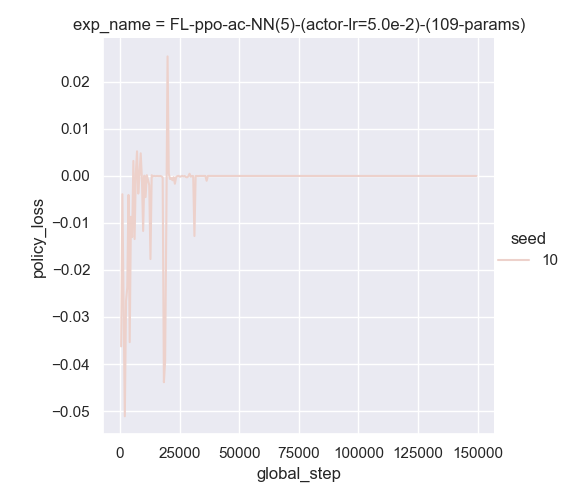 exp_name = FL-ppo-ac-NN(5)-(actor-lr=5.0e-2)-(109-params)
0.02
0.01
0.00
−0.01
−0.02
−0.03
−0.04
−0.05
policy_loss
seed
10
0 25000 50000 75000 100000 125000 150000
global_step